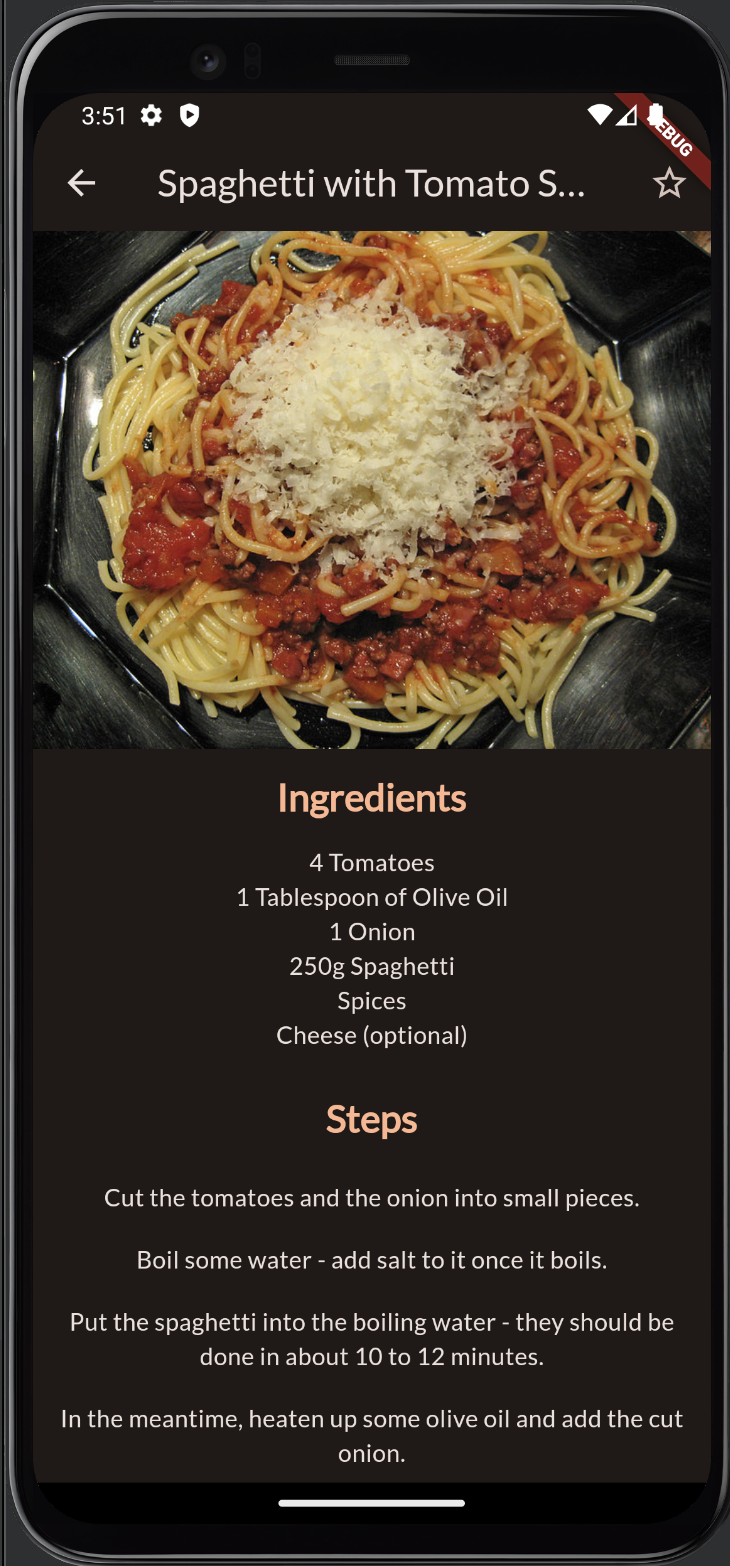 3:51
DEBUG
Spaghetti with Tomato S...
Ingredients
4 Tomatoes
1 Tablespoon of Olive Oil
1 Onion
250g Spaghetti
Spices
Cheese (optional)
Steps
Cut the tomatoes and the onion into small pieces.
Boil some water - add salt to it once it boils.
Put the spaghetti into the boiling water - they should be
done in about 10 to 12 minutes.
In the meantime, heaten up some olive oil and add the cut
onion.